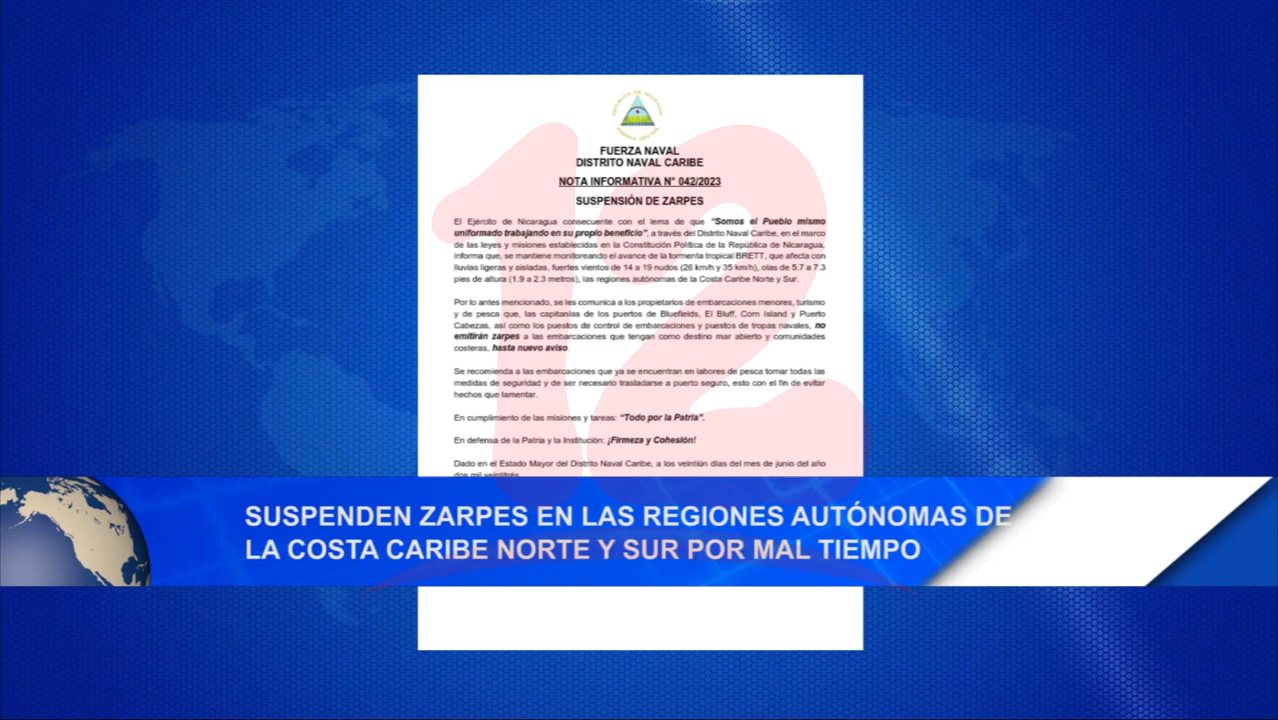 FUERZA NAVAL
DISTRITO NAVAL CARIBE
NOTA INFORMATIVA N° 042/2023
SUSPENSIÓN DE ZARPES
El Ejército de Nicaragua consecuente con el lema de que "Somos el Pueblo mismo
uniformado trabajando en su propio beneficio", a través del Distrito Naval Caribe, en el marco
de las leyes y misiones establecidas en la Constitución Política de la República de Nicaragua,
informa que, se mantiene monitoreando el avance de la tormenta tropical BRETT, que afecta con
lluvias ligeras y aisladas, fuertes vientos de 14 a 19 nudos (26 km/h y 35 km/h), olas de 5.7 a 7.3
pies de altura (1.9 a 2.3 metros), las regiones autónomas de la Costa Caribe Norte y Sur.
Por lo antes mencionado, se les comunica a los propietarios de embarcaciones menores, turismo
y de pesca que, las capitanías de los puertos de Bluefields, El Bluff, Corn Island y Puerto
Cabezas, así como los puestos de control de embarcaciones y puestos de tropas navales, no
emitirán zarpes a las embarcaciones que tengan como destino mar abierto y comunidades
costeras, hasta nuevo aviso.
Se recomienda a las embarcaciones que ya se encuentran en labores de pesca tomar todas las
medidas de seguridad y de ser necesario trasladarse a puerto seguro, esto con el fin de evitar
hechos que lamentar.
En cumplimiento de las misiones y tareas: "Todo por la Patria".
En defensa de la Patria y la Institución: ¡Firmeza y Cohesión!
Dado en el Estado Mayor del Distrito Naval Caribe, a los veintiún días del mes de junio del año
dos mil veintitrés
12
SUSPENDEN ZARPES EN LAS REGIONES AUTÓNOMAS DE
LA COSTA CARIBE NORTE Y SUR POR MAL TIEMPO